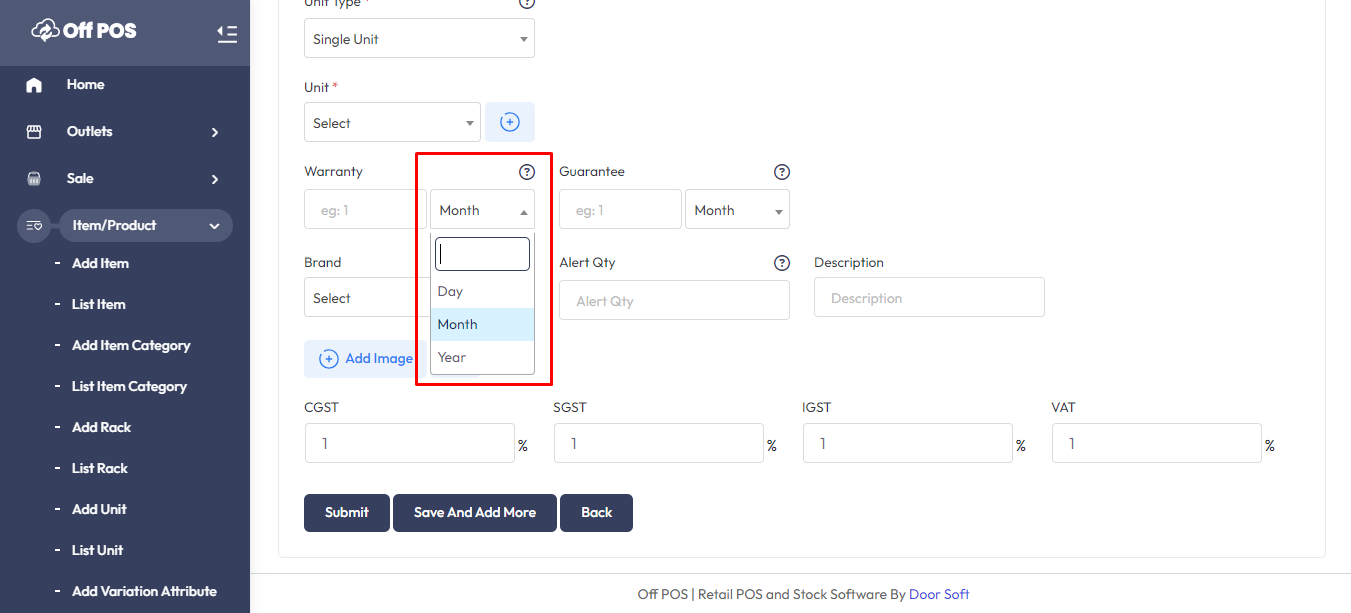 Off POS
Home
Outlets
Sale
Item/Product
- Add Item
- List Item
- Add Item Category
- List Item Category
- Add Rack
- List Rack
- Add Unit
- List Unit
- Add Variation Attribute
Unit Type *
?
Single Unit
Unit *
Select
Warranty
?
Guarantee
?
eg: 1
Month
eg: 1
Month
Day
Month
Year
Brand
Alert Qty
?
Description
Select
Alert Qty
Description
Add Image
CGST
SGST
IGST
VAT
1 %
1 %
1 %
1 %
Submit
Save And Add More
Back
Off POS | Retail POS and Stock Software By Door Soft